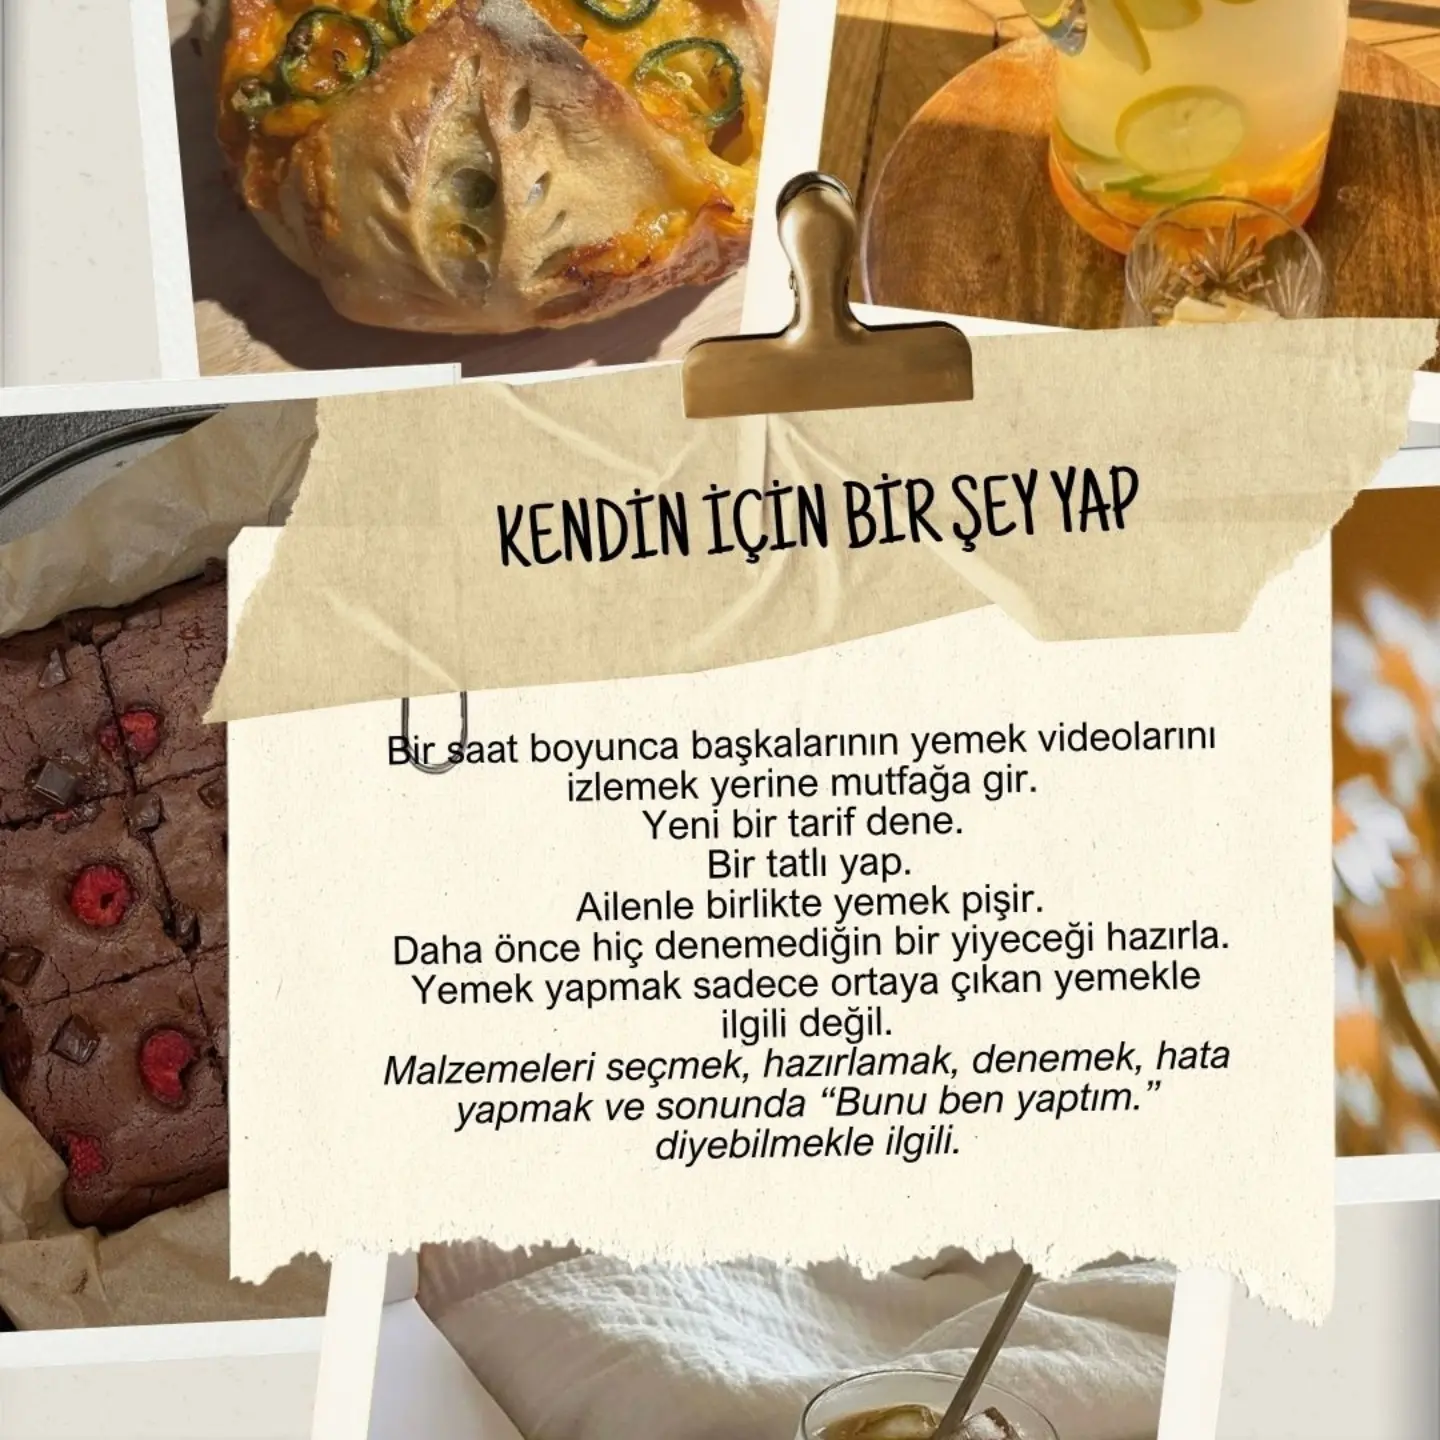 KENDİN İÇİN BİR ŞEY YAP
Bir saat boyunca başkalarının yemek videolarını
izlemek yerine mutfağa gir.
Yeni bir tarif dene.
Bir tatlı yap.
Ailenle birlikte yemek pişir.
Daha önce hiç denemediğin bir yiyeceği hazırla.
Yemek yapmak sadece ortaya çıkan yemekle
ilgili değil.
Malzemeleri seçmek, hazırlamak, denemek, hata
yapmak ve sonunda “Bunu ben yaptım.”
diyebilmekle ilgili.